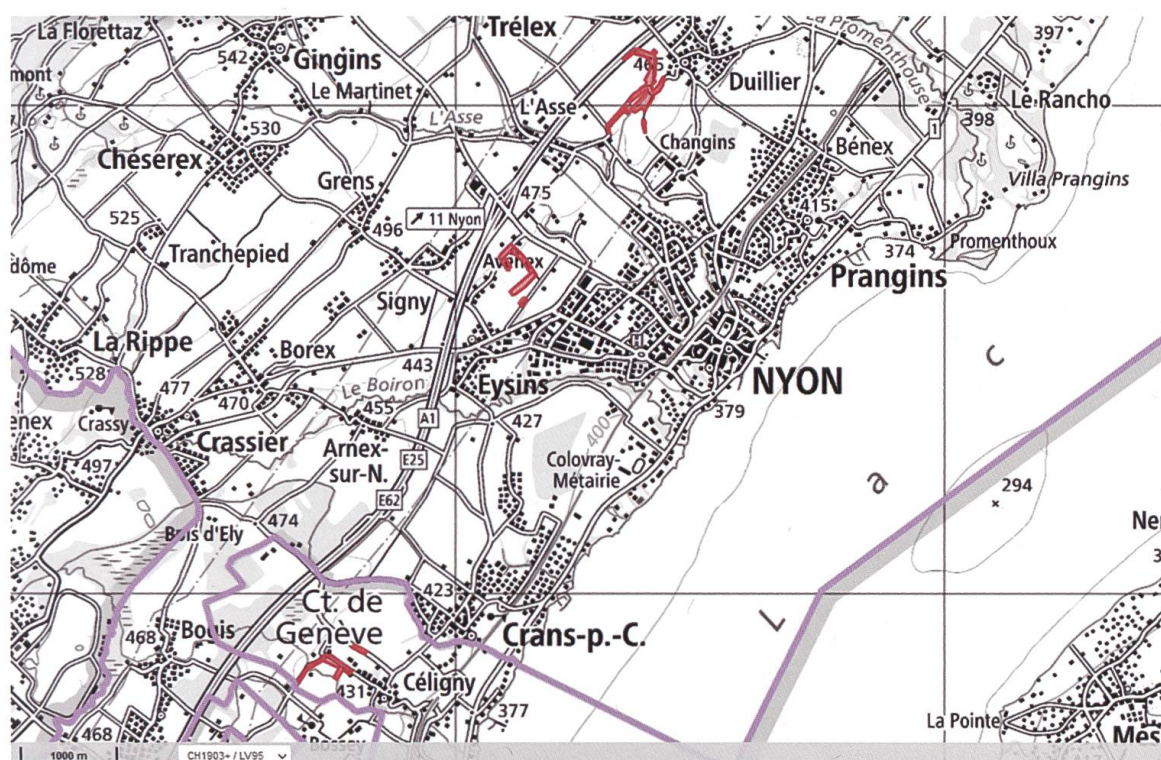 La Florettaz
542
Gingins
Trélex
465
Duillier
La Promenthouse
397
mont
Le Martinet
L'Asse
L'Asse
Le Rancho
398
1
530
Chéserex
Changins
Bénex
Grens
Villa Prangins
475
11 Nyon
415
525
496
Tranchepied
Avenex
374
Promenthoux
dôme
Signy
Prangins
La Rippe
528
Borex
443
H
c
477
Le Boiron
Eysins
NYON
470
455
379
Crassy
A1
427
400
enex
Crassier
Arnex-
sur-N.
E25
497
Colovray-
Métairie
a
294
E62
474
Bois d'Ely
Ner
3
Ct. de
Genève
423
L
468
Bogis
Crans-p.-C.
431
Céligny
377
La Pointe
468
Bossey
Mes
1000 m
CH1903+ / LV95
417